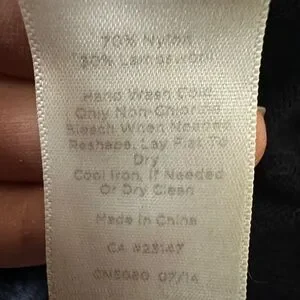 70% Nylon
30% Lambswool
Hand Wash Cold
Only Non-Chlorine
Bleach When Needed
Reshape, Lay Flat To
Dry
Cool Iron, If Needed
Or Dry Clean
Made in China
CA #23147
07/14